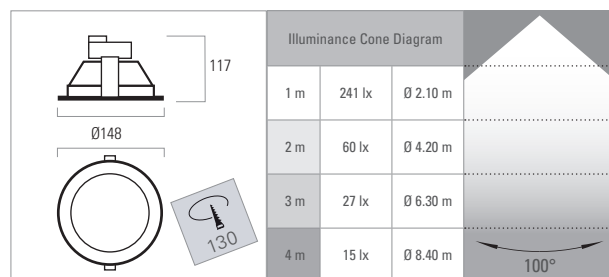 117
Ø148
130
Illuminance Cone Diagram
1 m 241 lx Ø 2.10 m
2 m 60 lx Ø 4.20 m
3 m 27 lx Ø 6.30 m
4 m 15 lx Ø 8.40 m
100°